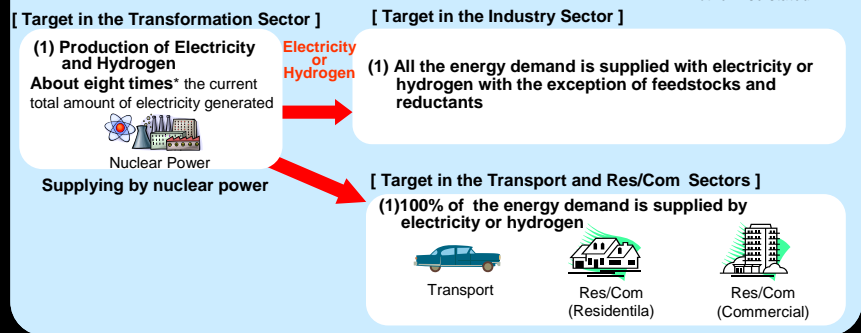 [ Target in the Transformation Sector ]
(1) Production of Electricity
and Hydrogen
About eight times* the current
total amount of electricity generated
Nuclear Power
Supplying by nuclear power
Electricity
or
Hydrogen
[ Target in the Industry Sector ]
(1) All the energy demand is supplied with electricity or
hydrogen with the exception of feedstocks and
reductants
[ Target in the Transport and Res/Com Sectors ]
(1)100% of the energy demand is supplied by
electricity or hydrogen
Transport
Res/Com
(Residentila)
Res/Com
(Commercial)